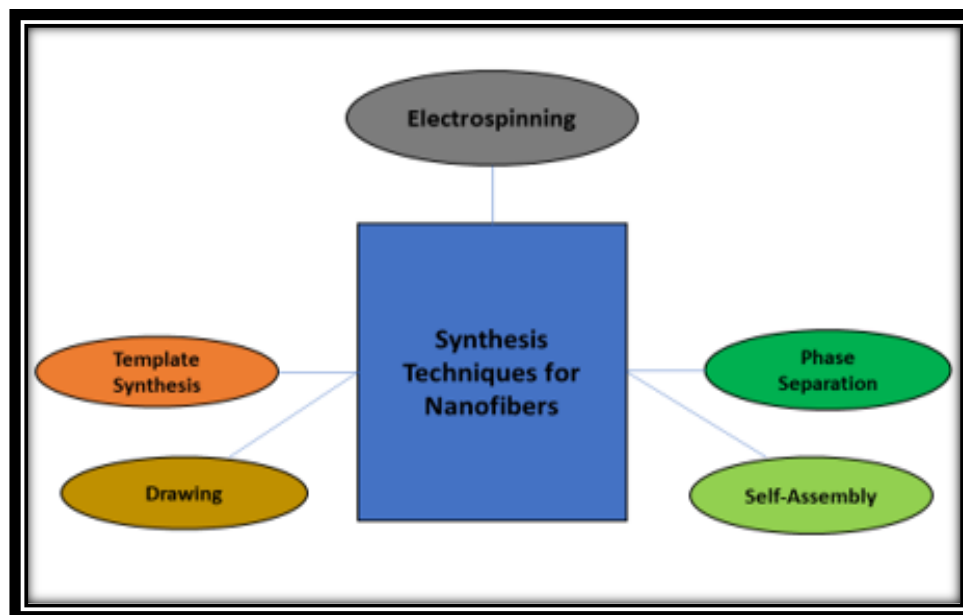 Electrospinning
Synthesis
Techniques for
Nanofibers
Template
Synthesis
Phase
Separation
Drawing
Self-Assembly